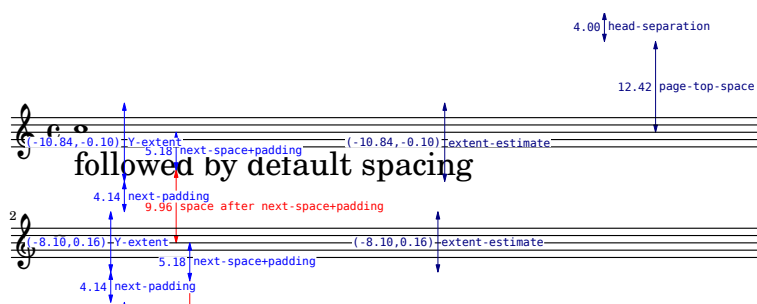 4.00 head-separation
12.42 page-top-space
(-10.84,-0.10) Y-extent
5.18 next-space+padding
(-10.84,-0.10) extent-estimate
followed by default spacing
4.14 next-padding
9.96 space after next-space+padding
2
(-8.10,0.16) Y-extent
(-8.10,0.16) extent-estimate
5.18 next-space+padding
4.14 next-padding